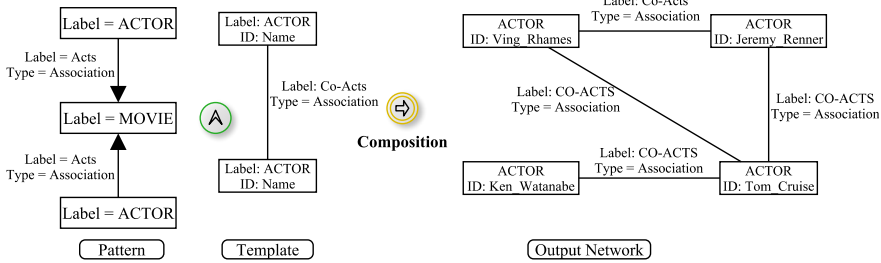 Label = ACTOR
Label = Acts
Type = Association
Label = MOVIE
Label = Acts
Type = Association
Label = ACTOR
Pattern
Label: ACTOR
ID: Name
Label: Co-Acts
Type = Association
Label: ACTOR
ID: Name
Template
Composition
Label: Co-Acts
Type = Association
ACTOR
ID: Ving_Rhames
ACTOR
ID: Jeremy_Renner
Label: CO-ACTS
Type = Association
Label: CO-ACTS
Type = Association
Label: CO-ACTS
Type = Association
ACTOR
ID: Ken_Watanabe
ACTOR
ID: Tom_Cruise
Output Network